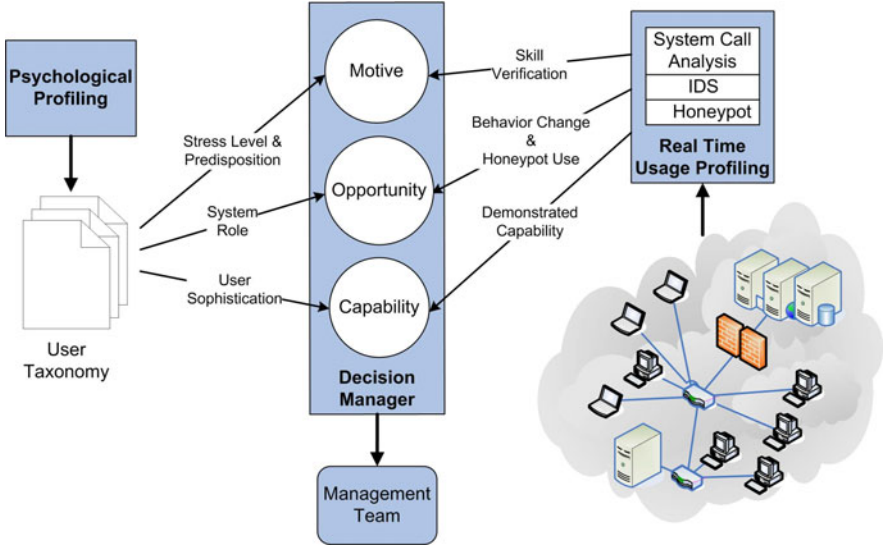 Psychological
Profiling
User
Taxonomy
Stress Level &
Predisposition
System
Role
User
Sophistication
Motive
Opportunity
Capability
Decision
Manager
Management
Team
Skill
Verification
Behavior Change
&
Honeypot Use
Demonstrated
Capability
System Call
Analysis
IDS
Honeypot
Real Time
Usage Profiling